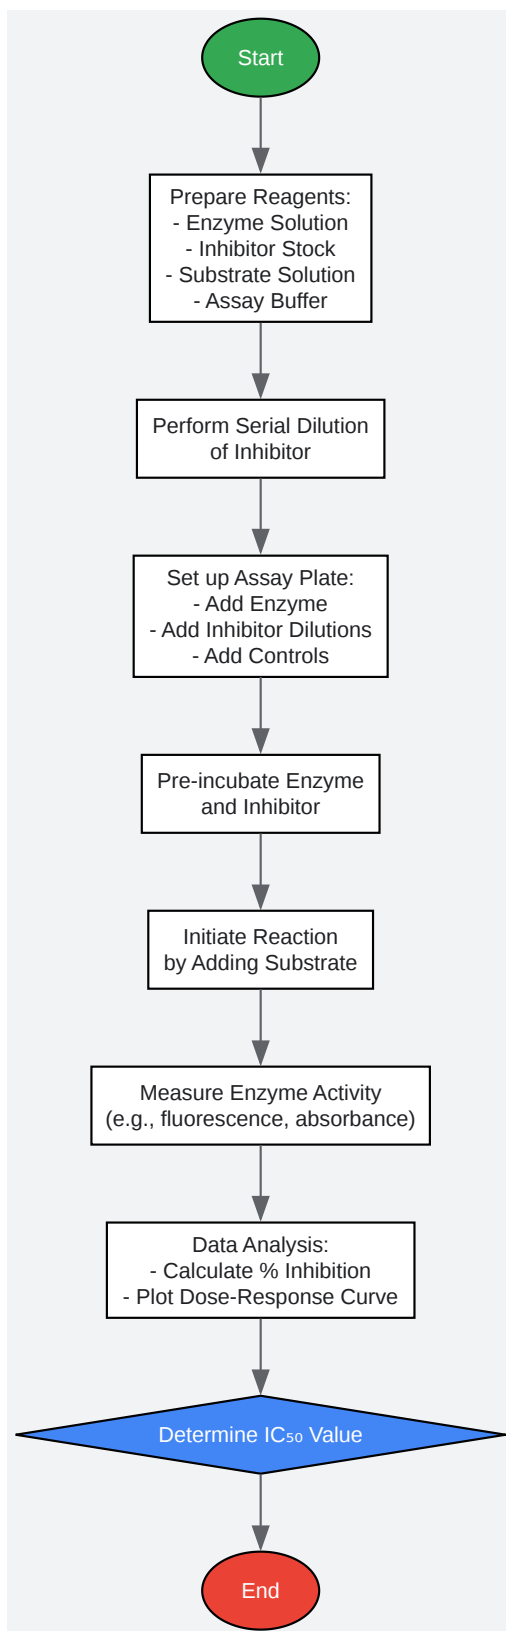 Start
Prepare Reagents:
- Enzyme Solution
- Inhibitor Stock
- Substrate Solution
- Assay Buffer
Perform Serial Dilution
of Inhibitor
Set up Assay Plate:
- Add Enzyme
- Add Inhibitor Dilutions
- Add Controls
Pre-incubate Enzyme
and Inhibitor
Initiate Reaction
by Adding Substrate
Measure Enzyme Activity
(e.g., fluorescence, absorbance)
Data Analysis:
- Calculate % Inhibition
- Plot Dose-Response Curve
Determine IC₅₀ Value
End